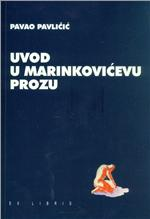 PAVAO PAVLIČIĆ
UVOD
U MARINKOVIĆEVU
PROZU
EX LIBRIS